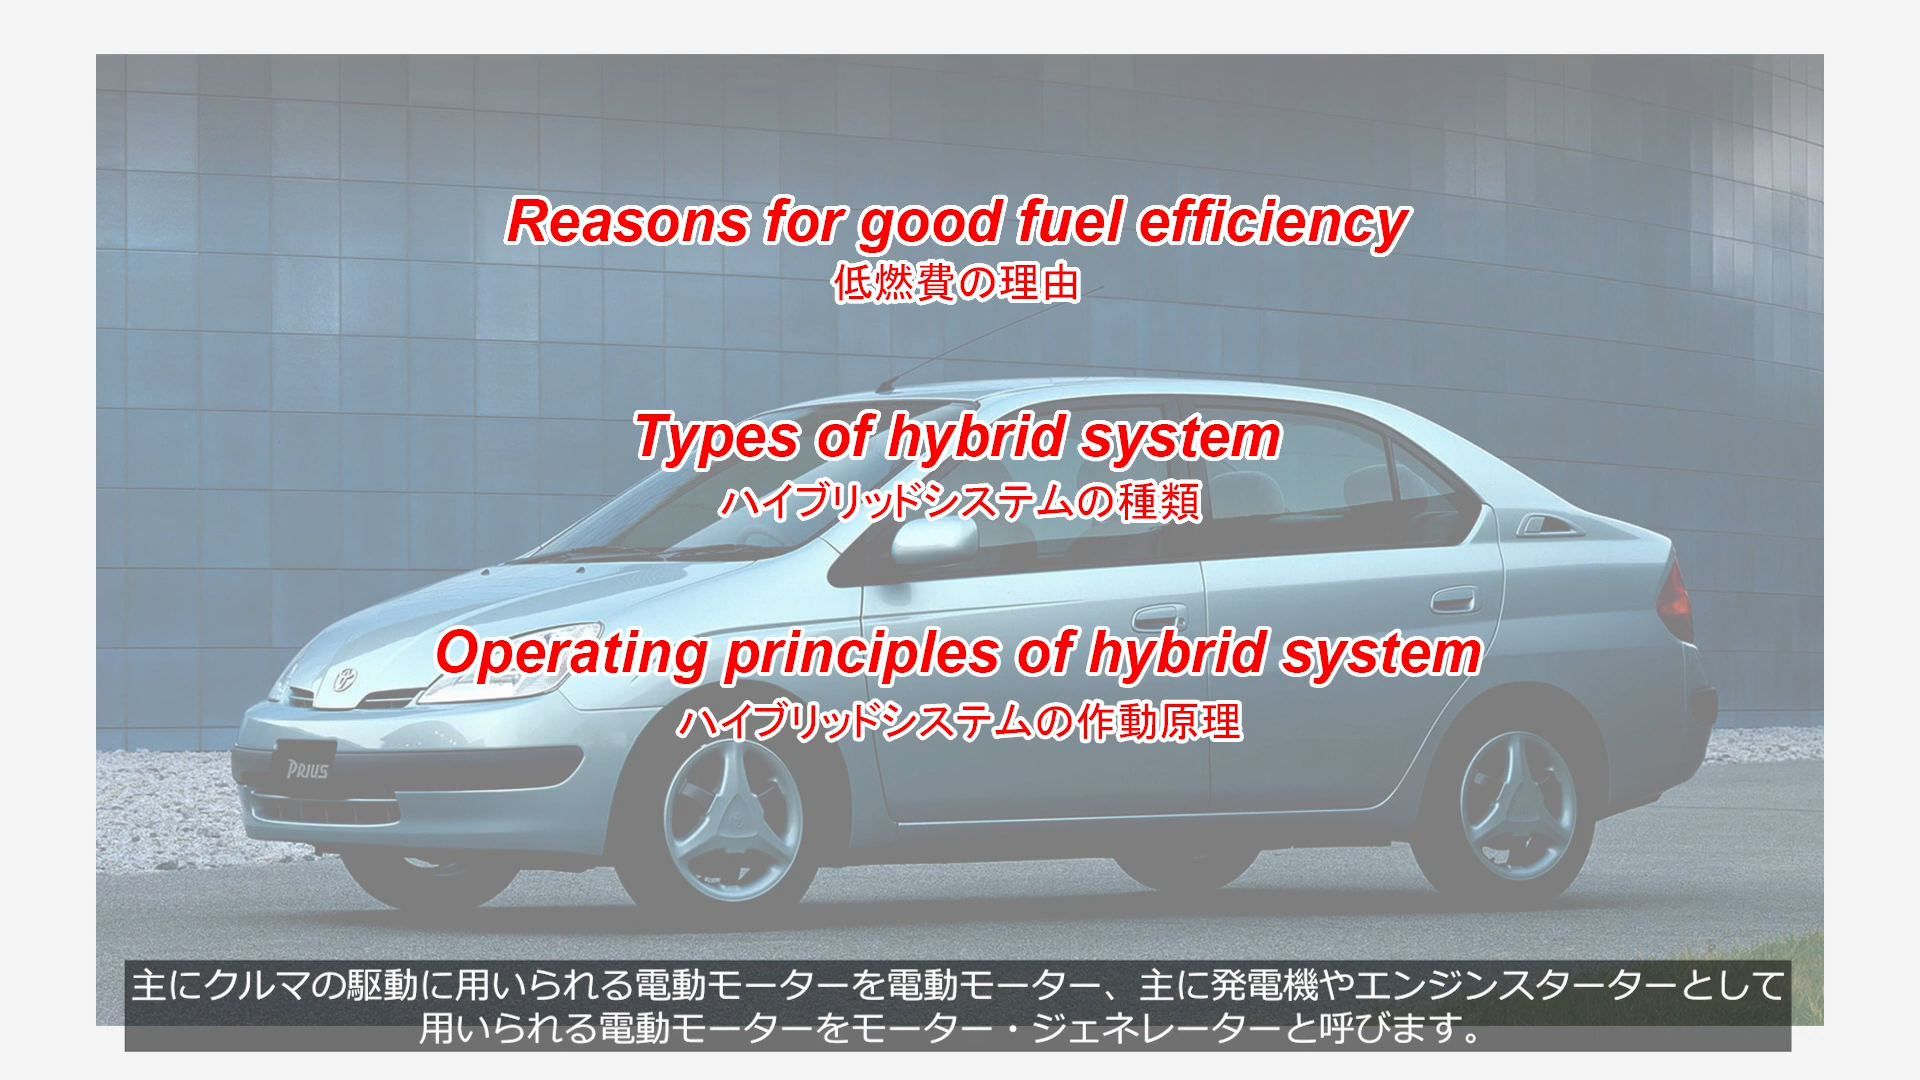 Reasons for good fuel efficiency
低燃費の理由
Types of hybrid system
ハイブリッドシステムの種類
Operating principles of hybrid system
ハイブリッドシステムの作動原理
PRIUS
主にクルマの駆動に用いられる電動モーターを電動モーター、主に発電機やエンジンスターターとして
用いられる電動モーターをモーター・ジェネレーターと呼びます。